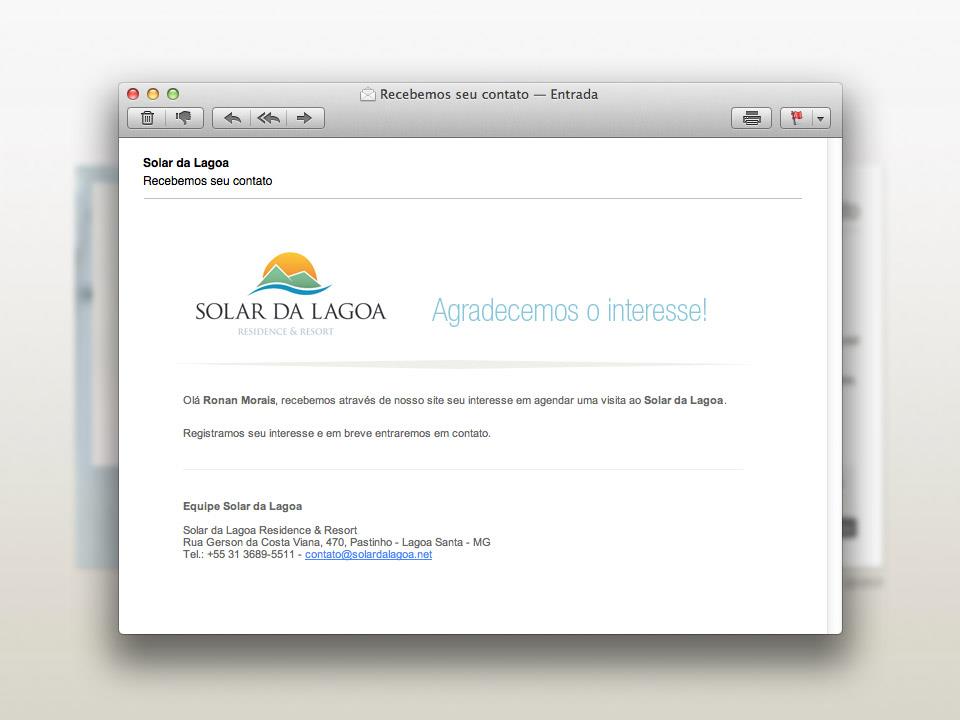 Recebemos seu contato — Entrada
Solar da Lagoa
Recebemos seu contato
SOLAR DA LAGOA
RESIDENCE & RESORT
Agradecemos o interesse!
Olá Ronan Morais, recebemos através de nosso site seu interesse em agendar uma visita ao Solar da Lagoa.
Registramos seu interesse e em breve entraremos em contato.
Equipe Solar da Lagoa
Solar da Lagoa Residence & Resort
Rua Gerson da Costa Viana, 470, Pastinho - Lagoa Santa - MG
Tel.: +55 31 3689-5511 - contato@solardalagoa.net